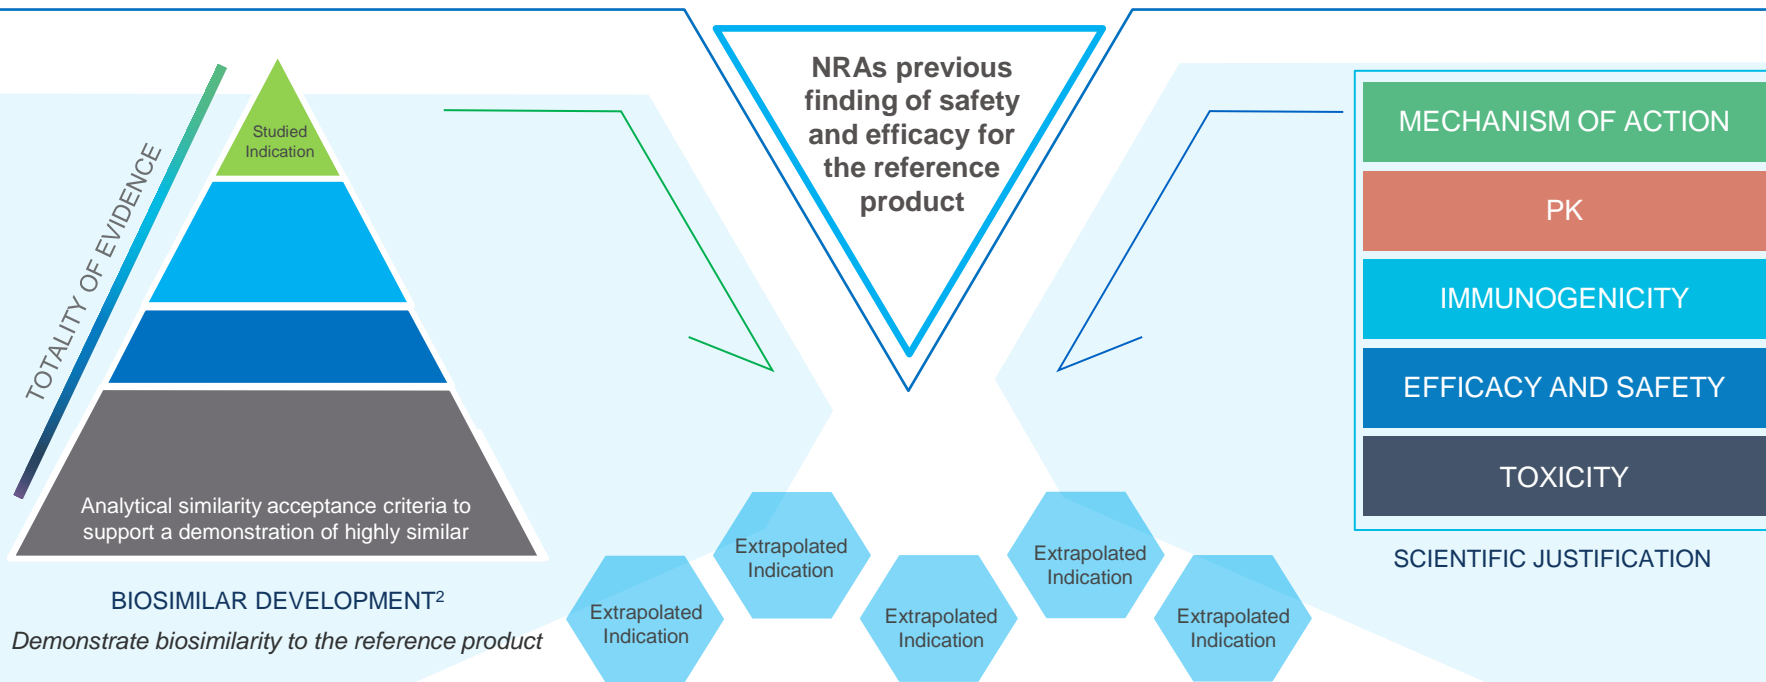 TOTALITY OF EVIDENCE
Studied
Indication
Analytical similarity acceptance criteria to
support a demonstration of highly similar
BIOSIMILAR DEVELOPMENT²
Demonstrate biosimilarity to the reference product
NRAs previous
finding of safety
and efficacy for
the reference
product
Extrapolated
Indication
Extrapolated
Indication
Extrapolated
Indication
Extrapolated
Indication
Extrapolated
Indication
MECHANISM OF ACTION
PK
IMMUNOGENICITY
EFFICACY AND SAFETY
TOXICITY
SCIENTIFIC JUSTIFICATION